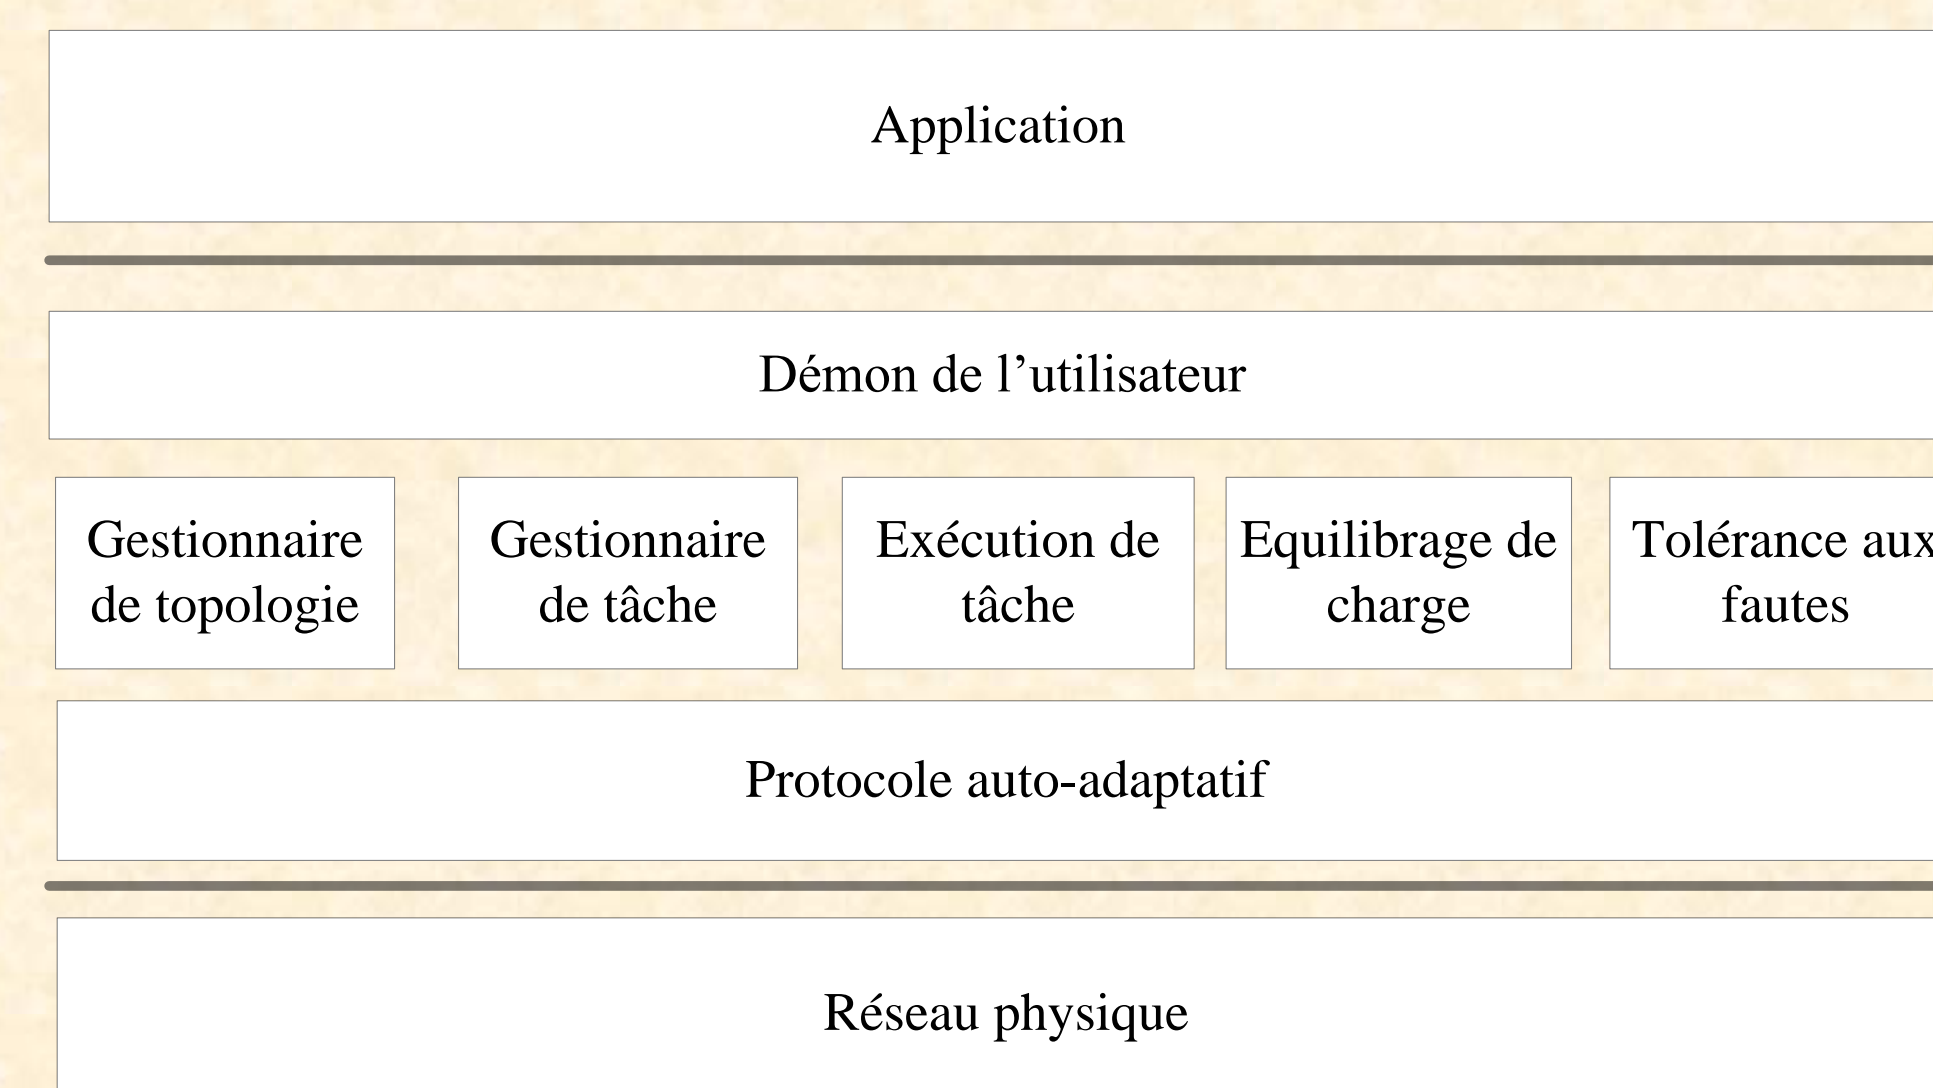 Application
Démon de l’utilisateur
Gestionnaire
de topologie
Gestionnaire
de tâche
Exécution de
tâche
Equilibrage de
charge
Tolérance aux
fautes
Protocole auto-adaptatif
Réseau physique